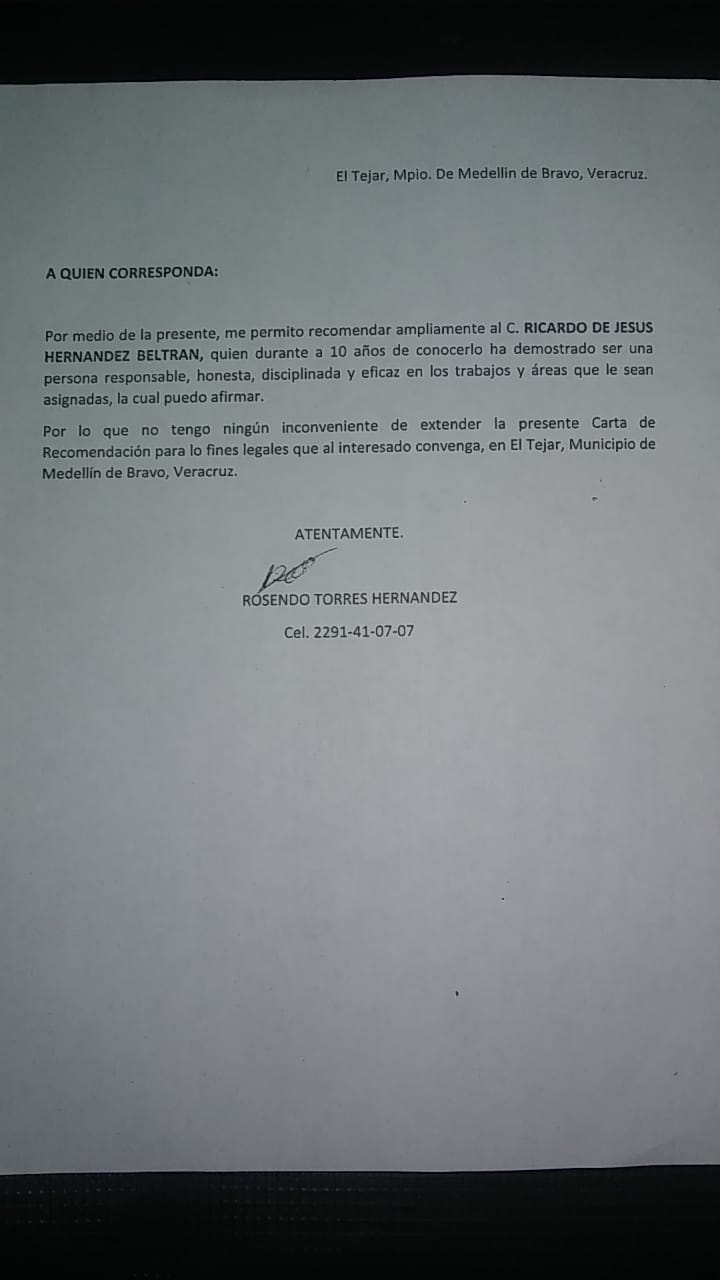 El Tejar, Mpio. De Medellin de Bravo, Veracruz.
A QUIEN CORRESPONDA:
Por medio de la presente, me permito recomendar ampliamente al C. RICARDO DE JESUS
HERNANDEZ BELTRAN, quien durante a 10 años de conocerlo ha demostrado ser una
persona responsable, honesta, disciplinada y eficaz en los trabajos y áreas que le sean
asignadas, la cual puedo afirmar.
Por lo que no tengo ningún inconveniente de extender la presente Carta de
Recomendación para lo fines legales que al interesado convenga, en El Tejar, Municipio de
Medellín de Bravo, Veracruz.
ATENTAMENTE.
ROSENDO TORRES HERNANDEZ
Cel. 2291-41-07-07